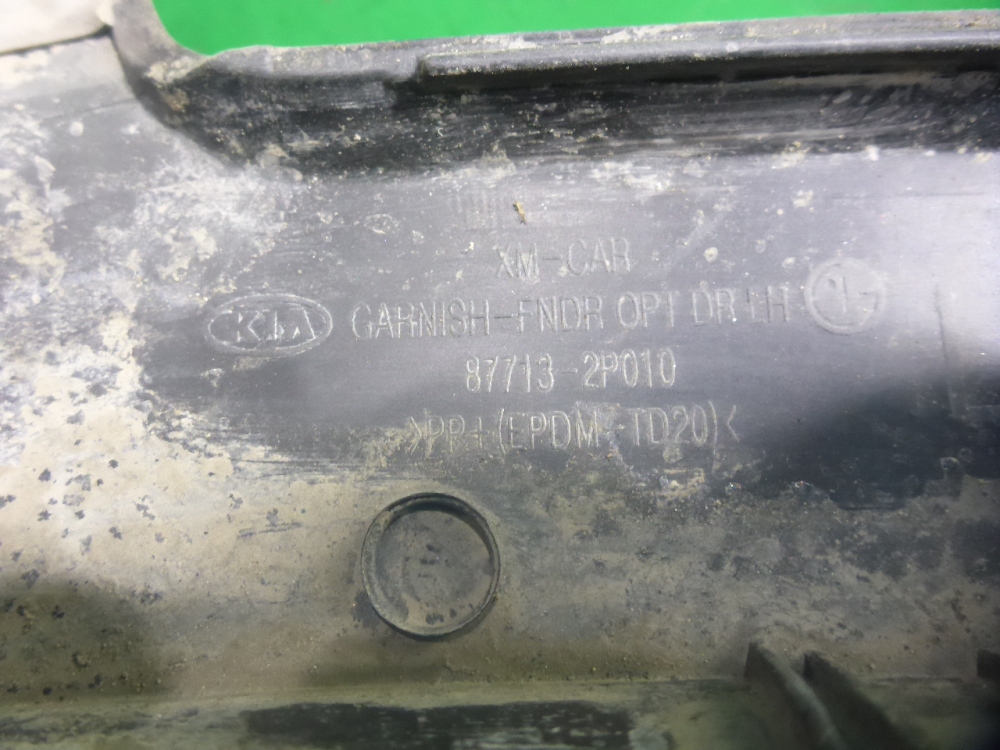 XM-CAR
KIA GARNISH-FNDR OPT DR LH
87713-2P010
>PP+(EPDM-TD20)<